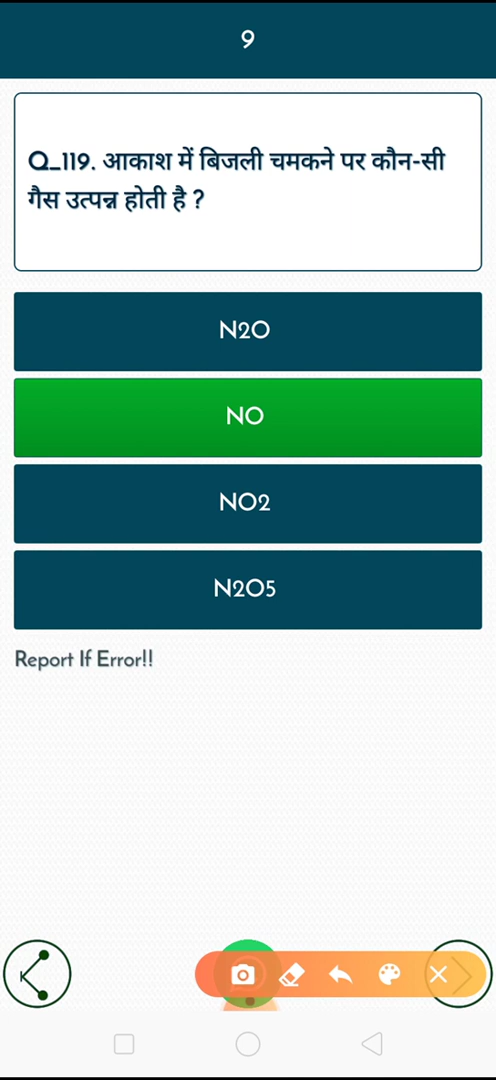 9
Q_119. आकाश में बिजली चमकने पर कौन-सी
गैस उत्पन्न होती है ?
N2O
NO
NO2
N2O5
Report If Error!!